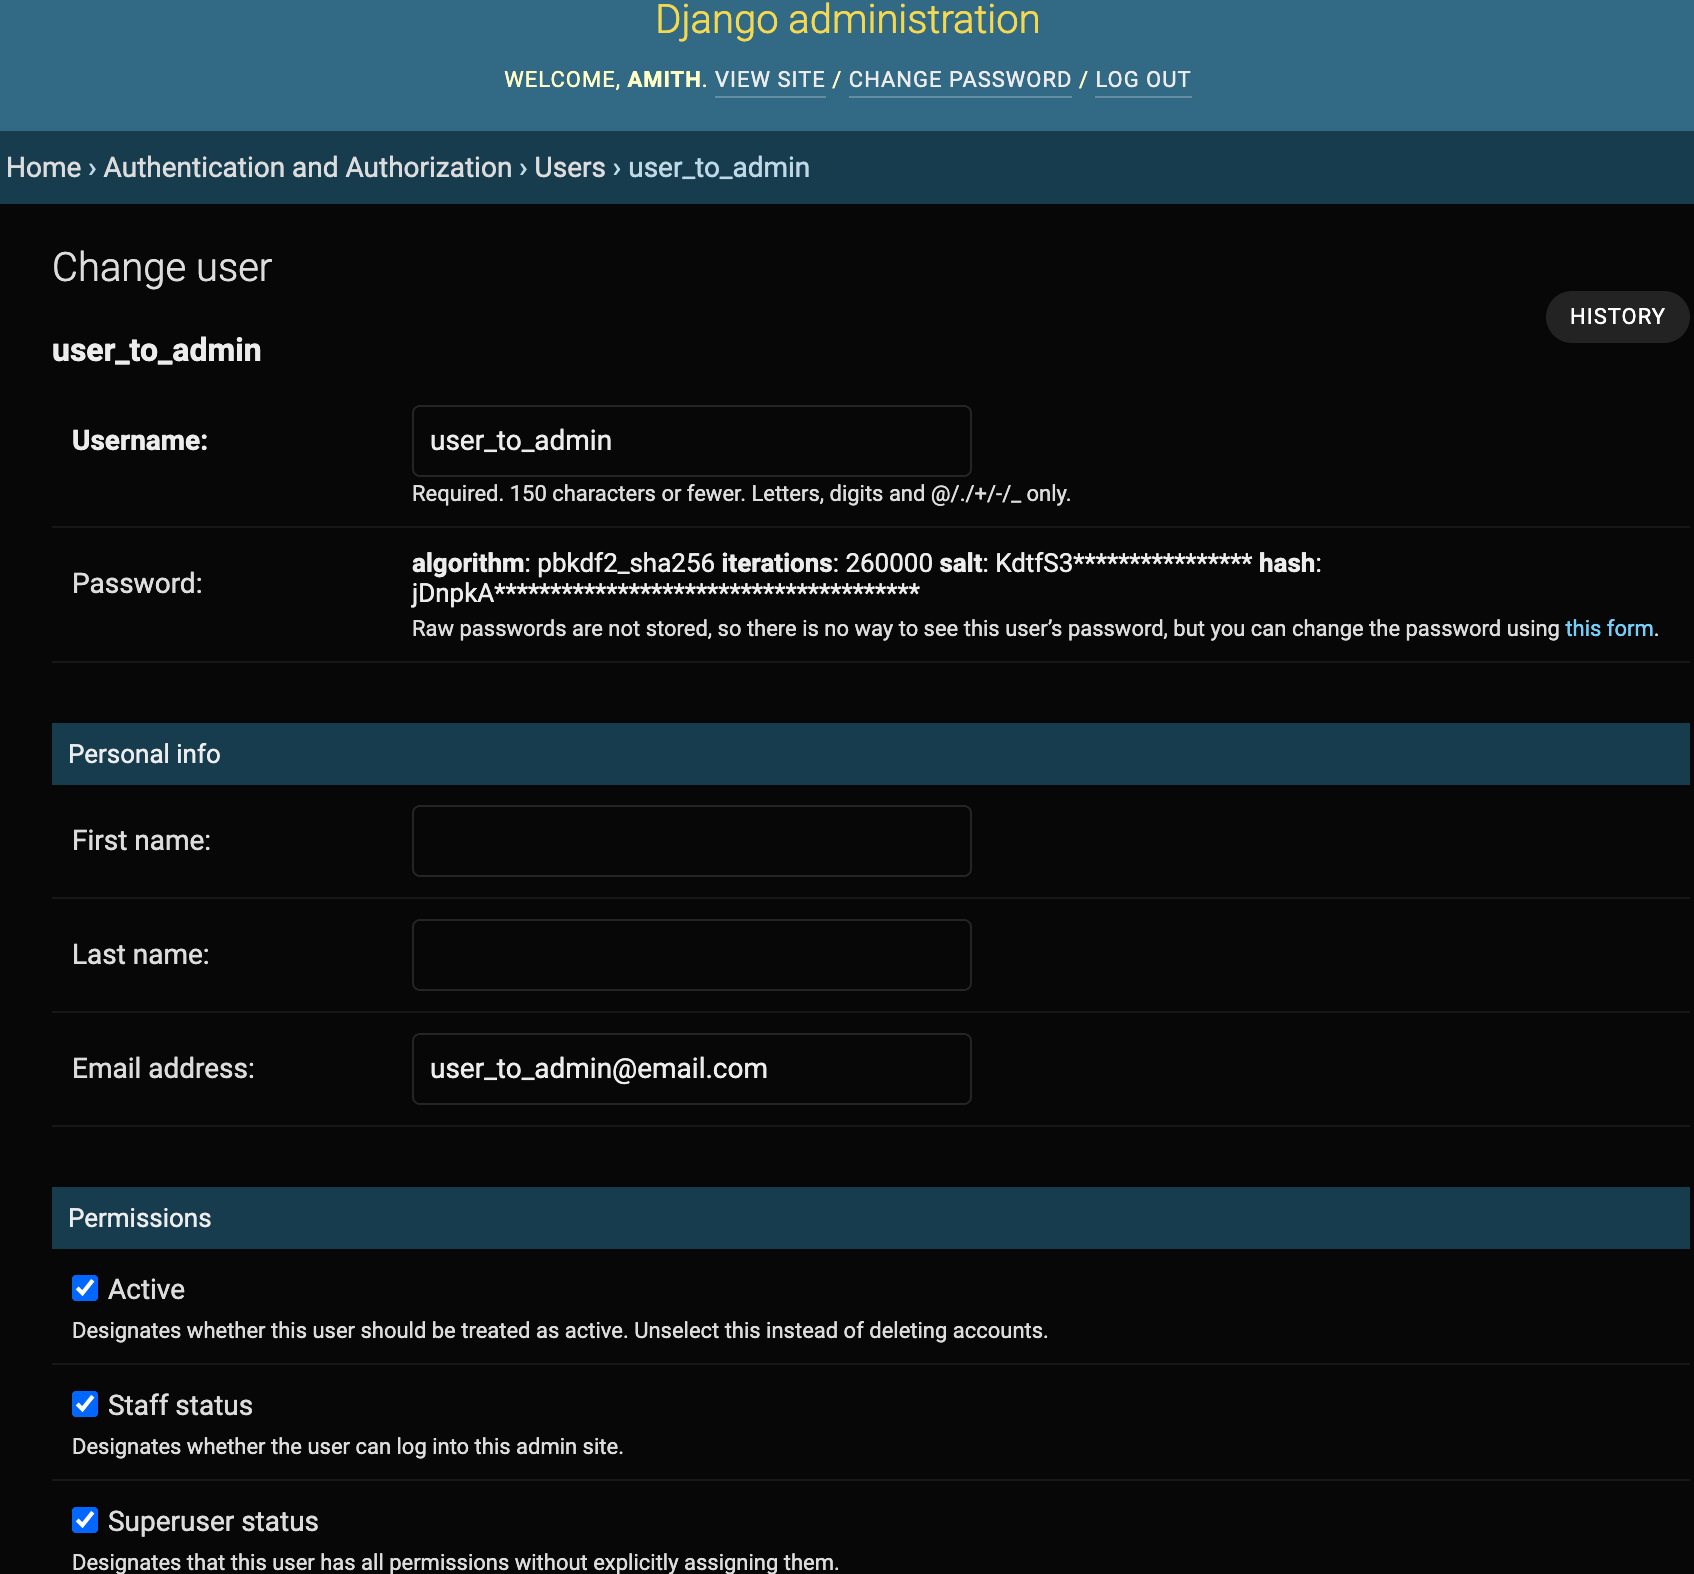 Django administration
WELCOME, AMITH. VIEW SITE / CHANGE PASSWORD / LOG OUT
Home › Authentication and Authorization › Users › user_to_admin
Change user
HISTORY
user_to_admin
Username:
user_to_admin
Required. 150 characters or fewer. Letters, digits and @/./+/-/_ only.
Password:
algorithm: pbkdf2_sha256 iterations: 260000 salt: KdtfS3**************** hash:
jDnpkA**************************************
Raw passwords are not stored, so there is no way to see this user’s password, but you can change the password using this form.
Personal info
First name:
Last name:
Email address:
user_to_admin@email.com
Permissions
Active
Designates whether this user should be treated as active. Unselect this instead of deleting accounts.
Staff status
Designates whether the user can log into this admin site.
Superuser status
Designates that this user has all permissions without explicitly assigning them.